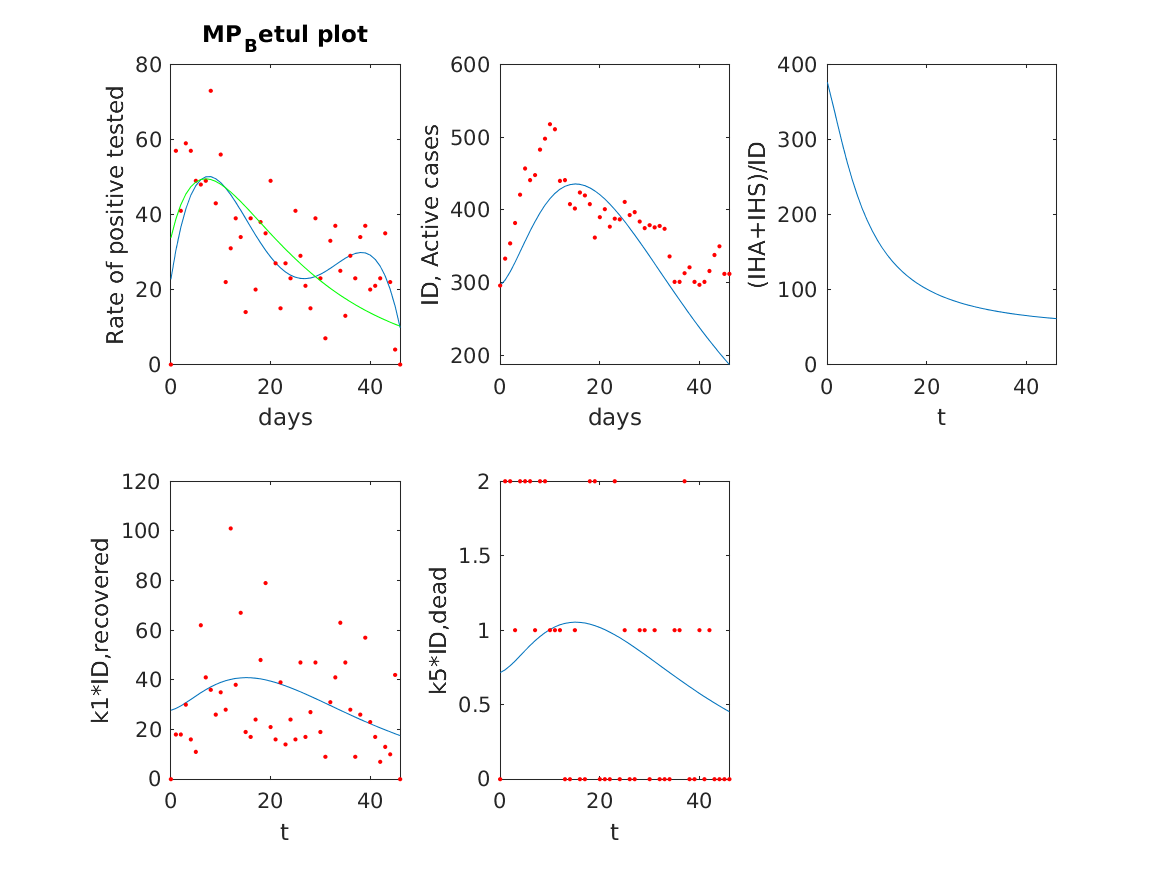 MP_Betul plot
80
60
40
20
0
0 20 40
Rate of positive tested
days
600
500
400
300
200
0 20 40
ID, Active cases
days
400
300
200
100
0
0 20 40
(IHA+IHS)/ID
t
120
100
80
60
40
20
0
0 20 40
k1*ID,recovered
t
2
1.5
1
0.5
0
0 20 40
k5*ID,dead
t